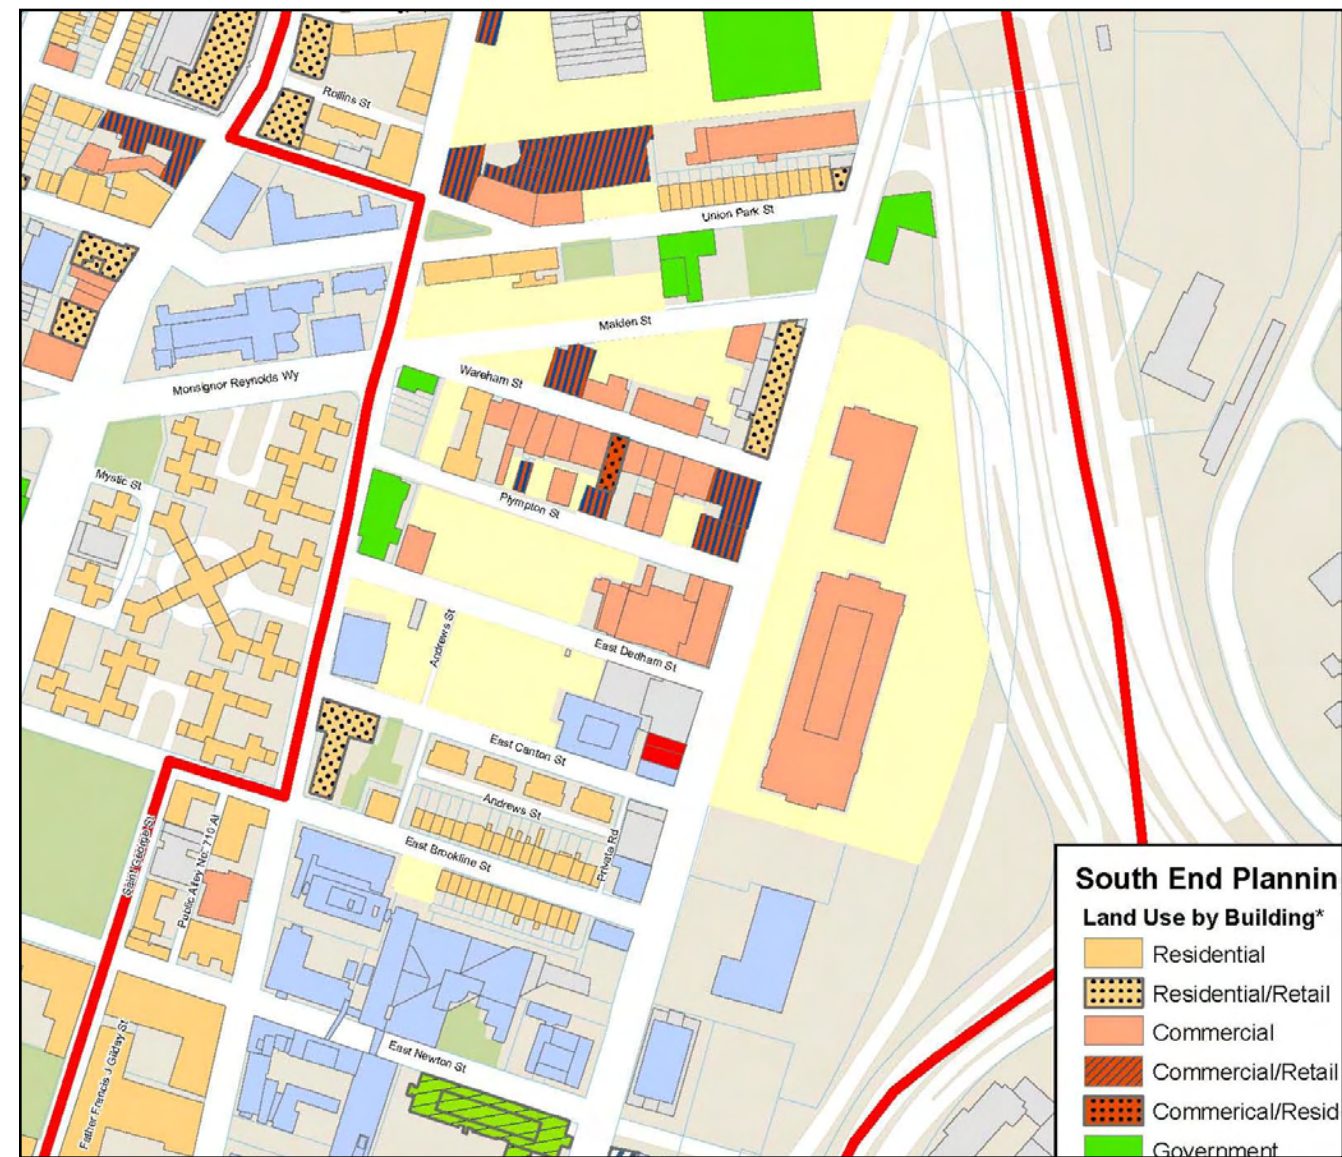 Rollins St
Union Park St
Malden St
Monsignor Reynolds Wy
Wareham St
Mystic St
Plympton St
Andrews St
East Dedham St
East Canton St
Andrews St
East Brookline St
Private Rd
Saint George St
Public Alley No. 710 Al
East Newton St
Father Francis J Gilday St
South End Plannin
Land Use by Building*
Residential
Residential/Retail
Commercial
Commercial/Retail
Commerical/Resid
Government